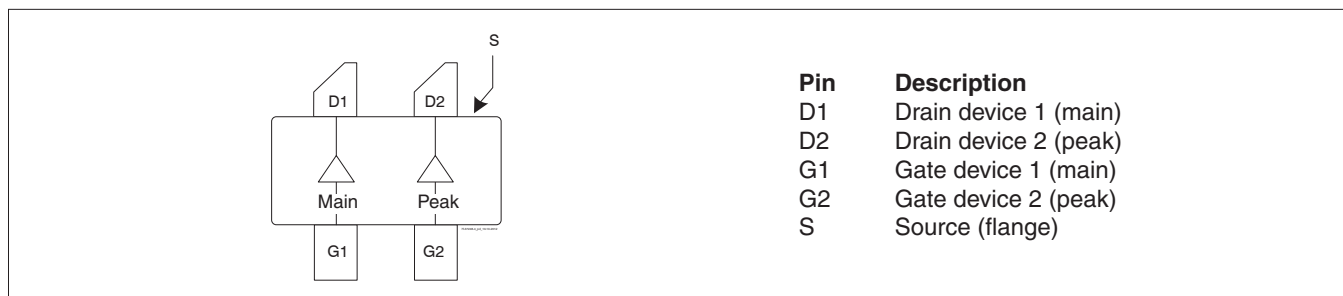 S
D1 D2
Main Peak
G1 G2
Pin Description
D1 Drain device 1 (main)
D2 Drain device 2 (peak)
G1 Gate device 1 (main)
G2 Gate device 2 (peak)
S Source (flange)